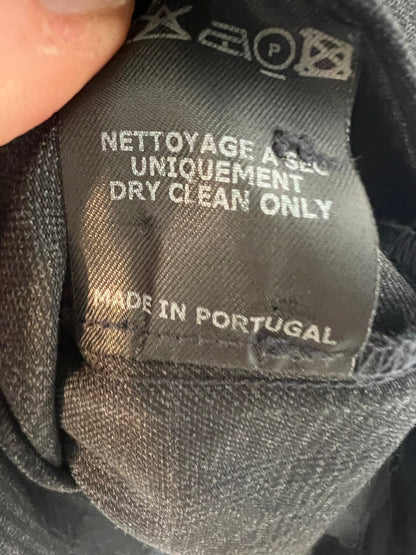 P
NETTOYAGE A SEC
UNIQUEMENT
DRY CLEAN ONLY
MADE IN PORTUGAL